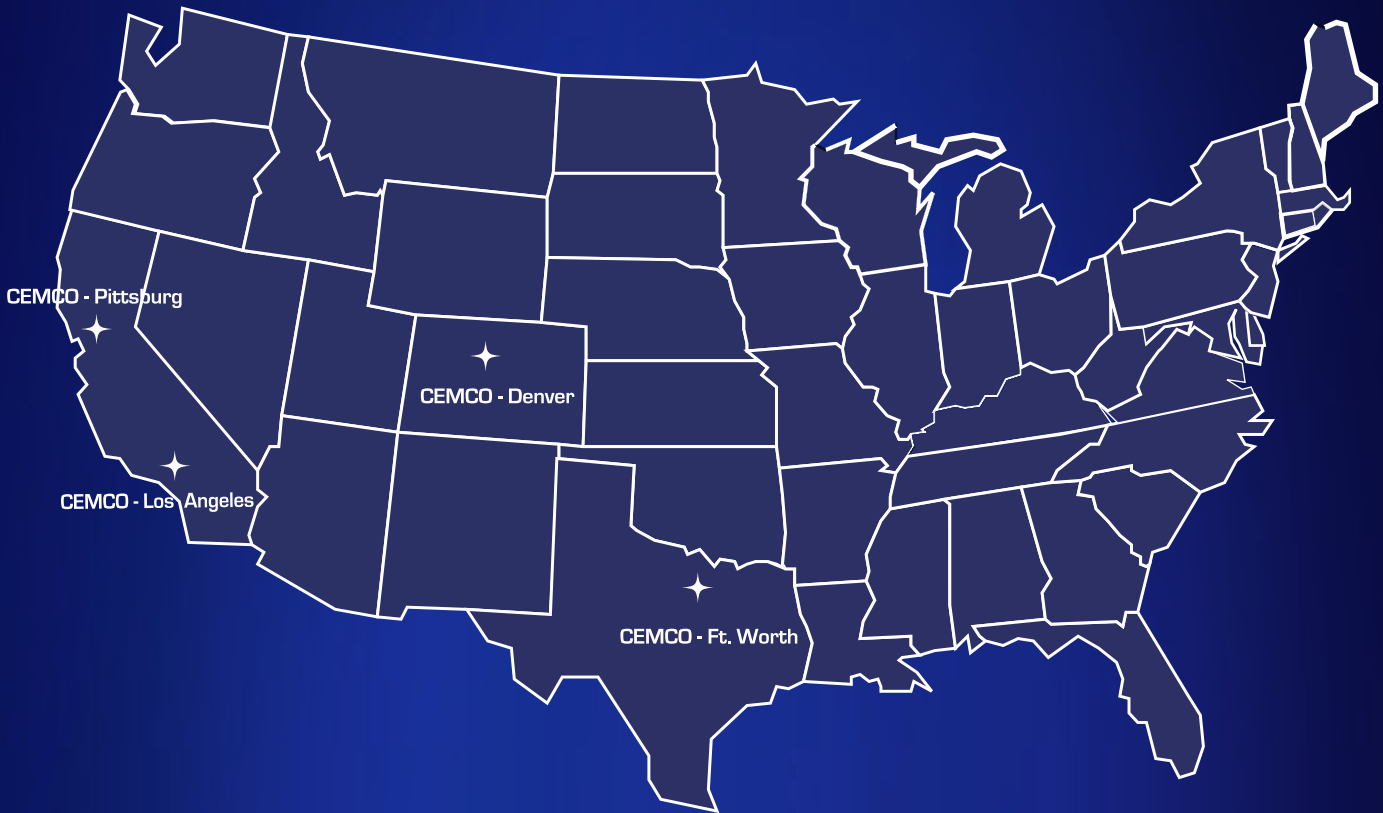 CEMCO - Pittsburg
CEMCO - Denver
CEMCO - Los Angeles
CEMCO - Ft. Worth